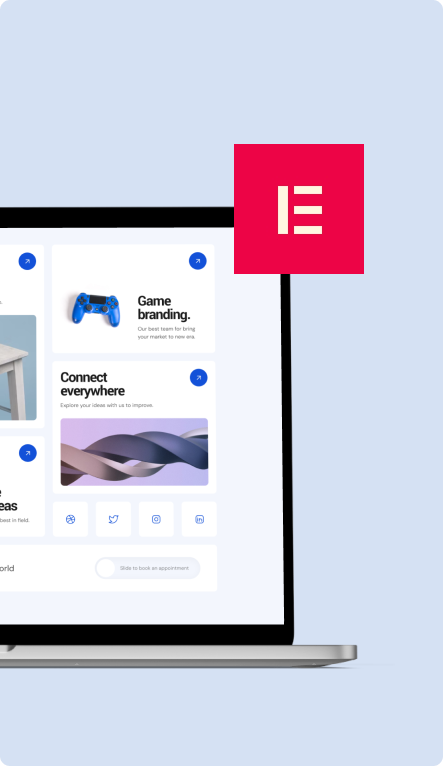 Game
branding.
Our best team for bring
your market to new era.
s.
Connect
everywhere
Explore your ideas with us to improve.
e
eas
best in field.
orld
Slide to book an appointment